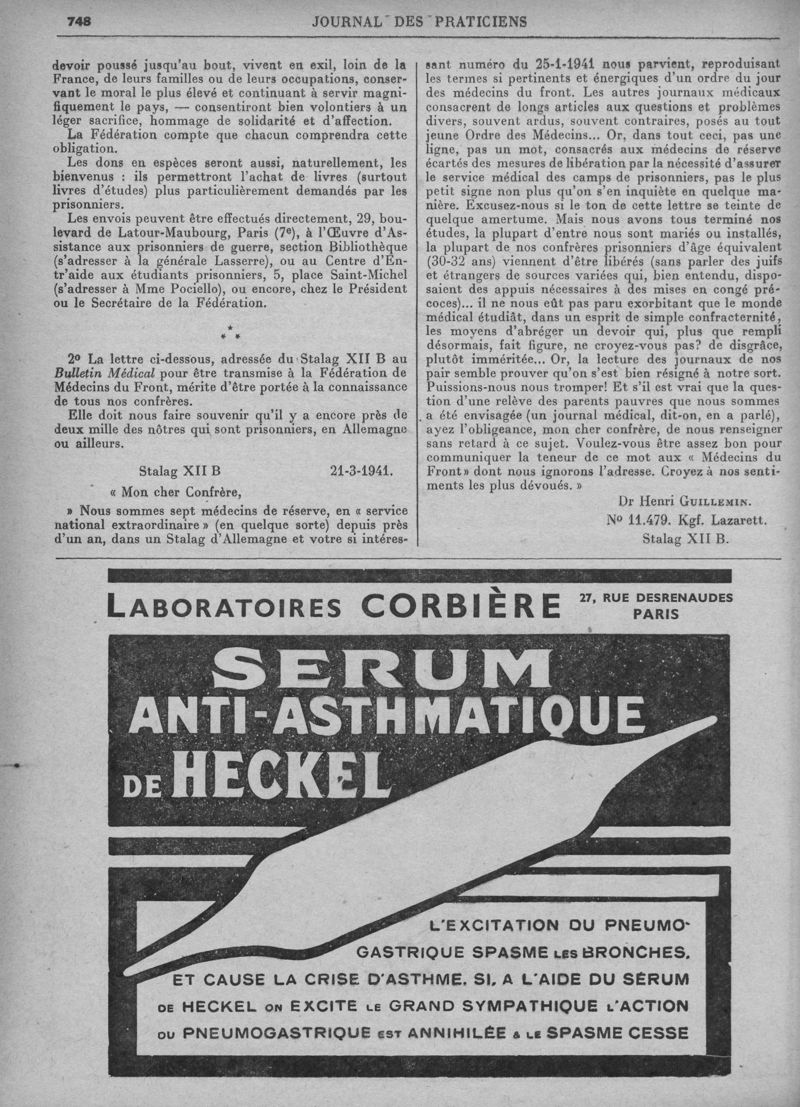 748
JOURNAL DES PRATICIENS
devoir poussé jusqu'au bout, vivent en exil, loin de la
France, de leurs familles ou de leurs occupations, conser-
vant le moral le plus élevé et continuant à servir magni-
fiquement le pays, — consentiront bien volontiers à un
léger sacrifice, hommage de solidarité et d'affection.
La Fédération compte que chacun comprendra cette
obligation.
Les dons en espèces seront aussi, naturellement, les
bienvenus : ils permettront l'achat de livres (surtout
livres d'études) plus particulièrement demandés par les
prisonniers.
Les envois peuvent être effectués directement, 29, bou-
levard de Latour-Maubourg, Paris (7e), à l'Œuvre d'As-
sistance aux prisonniers de guerre, section Bibliothèque
(s'adresser à la générale Lasserre), ou au Centre d'En-
tr'aide aux étudiants prisonniers, 5, place Saint-Michel
(s'adresser à Mme Pociello), ou encore, chez le Président
ou le Secrétaire de la Fédération.
* * *
2o La lettre ci-dessous, adressée du Stalag XII B au
Bulletin Médical pour être transmise à la Fédération de
Médecins du Front, mérite d'être portée à la connaissance
de tous nos confrères.
Elle doit nous faire souvenir qu'il y a encore près de
deux mille des nôtres qui sont prisonniers, en Allemagne
ou ailleurs.
Stalag XII B 21-3-1941.
« Mon cher Confrère,
» Nous sommes sept médecins de réserve, en « service
national extraordinaire » (en quelque sorte) depuis près
d'un an, dans un Stalag d'Allemagne et votre si intéres-
sant numéro du 25-1-1941 nous parvient, reproduisant
les termes si pertinents et énergiques d'un ordre du jour
des médecins du front. Les autres journaux médicaux
consacrent de longs articles aux questions et problèmes
divers, souvent ardus, souvent contraires, posés au tout
jeune Ordre des Médecins... Or, dans tout ceci, pas une
ligne, pas un mot, consacrés aux médecins de réserve
écartés des mesures de libération par la nécessité d'assurer
le service médical des camps de prisonniers, pas le plus
petit signe non plus qu'on s'en inquiète en quelque ma-
nière. Excusez-nous si le ton de cette lettre se teinte de
quelque amertume. Mais nous avons tous terminé nos
études, la plupart d'entre nous sont mariés ou installés,
la plupart de nos confrères prisonniers d'âge équivalent
(30-32 ans) viennent d'être libérés (sans parler des juifs
et étrangers de sources variées qui, bien entendu, dispo-
saient des appuis nécessaires à des mises en congé pré-
coces)... il ne nous eût pas paru exorbitant que le monde
médical étudiât, dans un esprit de simple confracternité,
les moyens d'abréger un devoir qui, plus que rempli
désormais, fait figure, ne croyez-vous pas? de disgrâce,
plutôt imméritée... Or, la lecture des journaux de nos
pair semble prouver qu'on s'est bien résigné à notre sort.
Puissions-nous nous tromper! Et s'il est vrai que la ques-
tion d'une relève des parents pauvres que nous sommes
a été envisagée (un journal médical, dit-on, en a parlé),
ayez l'obligeance, mon cher confrère, de nous renseigner
sans retard à ce sujet. Voulez-vous être assez bon pour
communiquer la teneur de ce mot aux « Médecins du
Front » dont nous ignorons l'adresse. Croyez à nos senti-
ments les plus dévoués. »
Dr Henri GUILLEMIN.
No 11.479. Kgf. Lazarett.
Stalag XII B.
LABORATOIRES CORBIÈRE
27, RUE DESRENAUDES
PARIS
SERUM
ANTI-ASTHMATIQUE
DE HECKEL
L'EXCITATION DU PNEUMO-
GASTRIQUE SPASME LES BRONCHES,
ET CAUSE LA CRISE D'ASTHME. SI, A L'AIDE DU SÉRUM
DE HECKEL ON EXCITE LE GRAND SYMPATHIQUE L'ACTION
DU PNEUMOGASTRIQUE EST ANNIHILÉE & LE SPASME CESSE